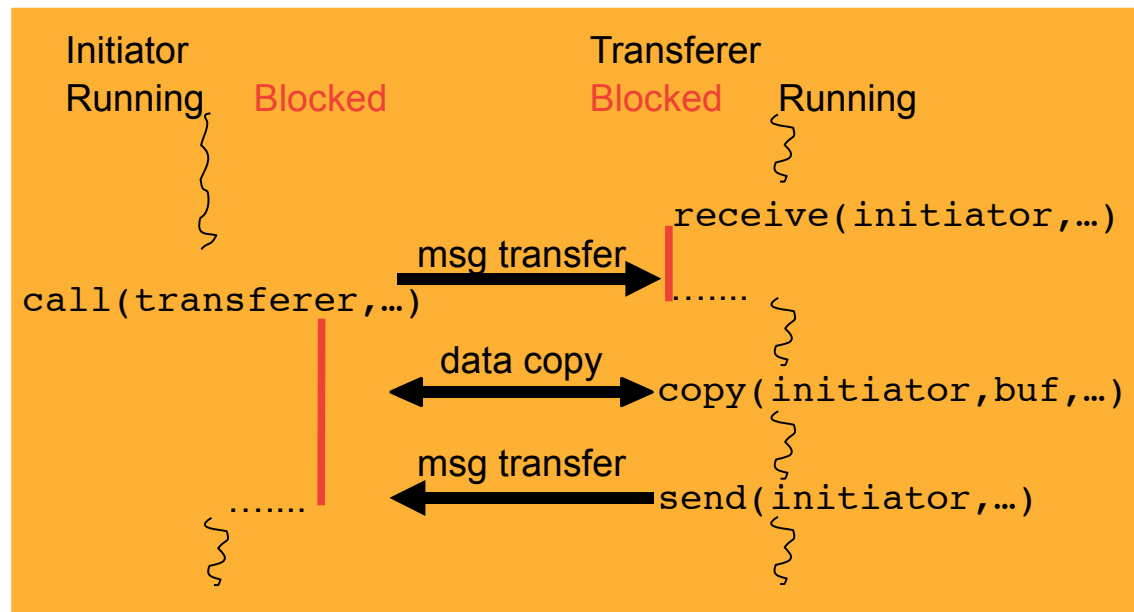 Initiator
Transferer
Running Blocked
Blocked Running
receive(initiator,…)
msg transfer
call(transferer,…)
…....
data copy
copy(initiator,buf,…)
msg transfer
send(initiator,…)
…....